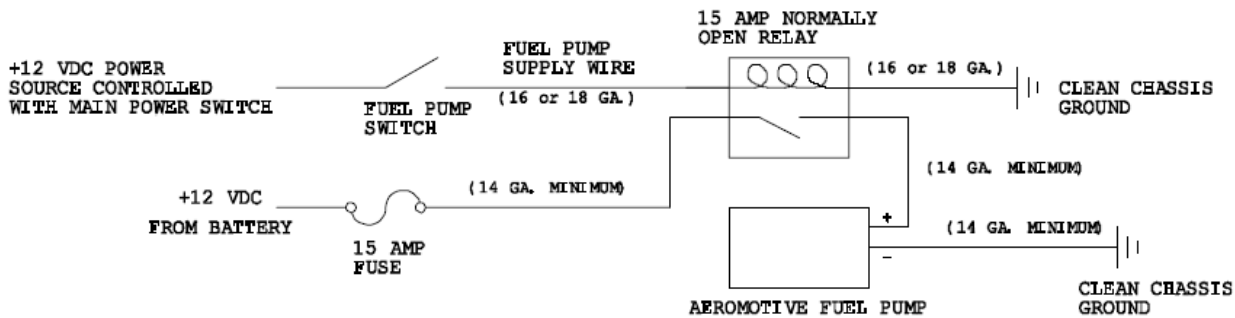 15 AMP NORMALLY
OPEN RELAY
+12 VDC POWER
SOURCE CONTROLLED
WITH MAIN POWER SWITCH
FUEL PUMP
SWITCH
FUEL PUMP
SUPPLY WIRE
(16 or 18 GA.)
(16 or 18 GA.)
CLEAN CHASSIS
GROUND
+12 VDC
FROM BATTERY
15 AMP
FUSE
(14 GA. MINIMUM)
(14 GA. MINIMUM)
+
-
(14 GA. MINIMUM)
AEROMOTIVE FUEL PUMP
CLEAN CHASSIS
GROUND